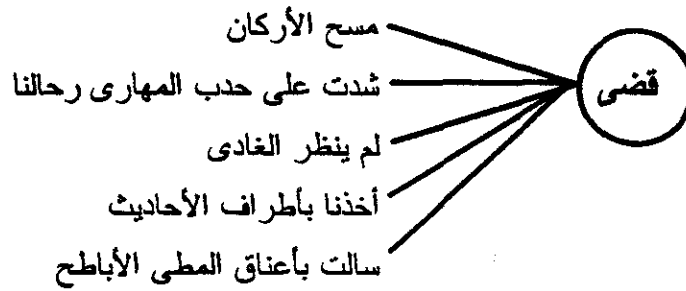 مسح الأركان
شدت على حدب المهارى رحالنا
قضى
لم ينظر الغادى
أخذنا بأطراف الأحاديث
سالت بأعناق المطى الأباطح